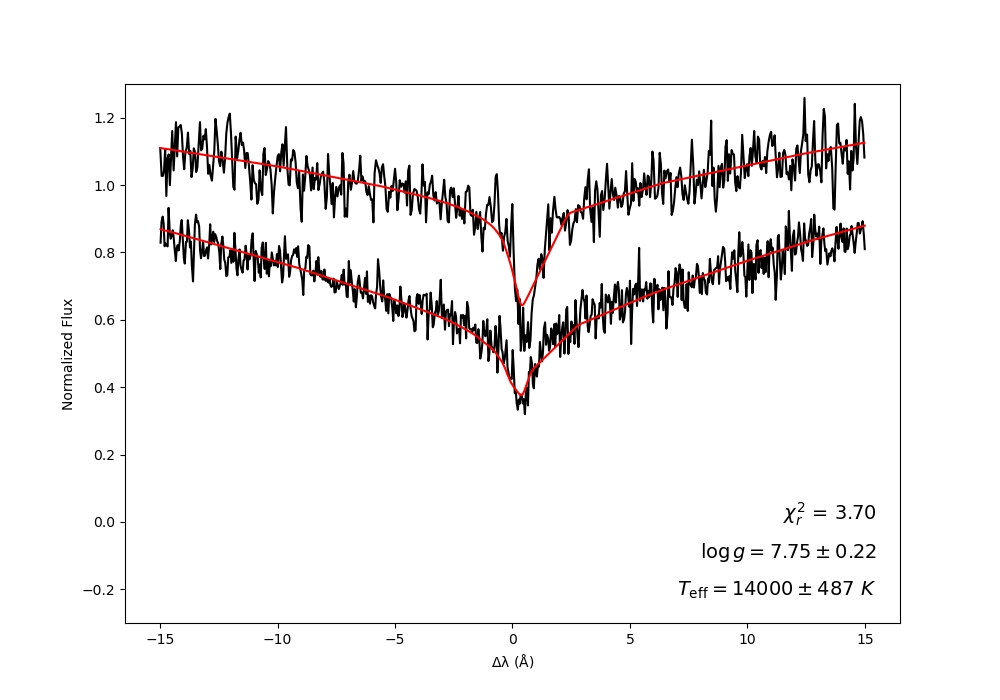 1.2
1.0
0.8
0.6
0.4
0.2
0.0
−0.2
Normalized Flux
χ²ᵣ = 3.70
log g = 7.75 ± 0.22
T_eff = 14000 ± 487 K
−15 −10 −5 0 5 10 15
Δλ (Å)